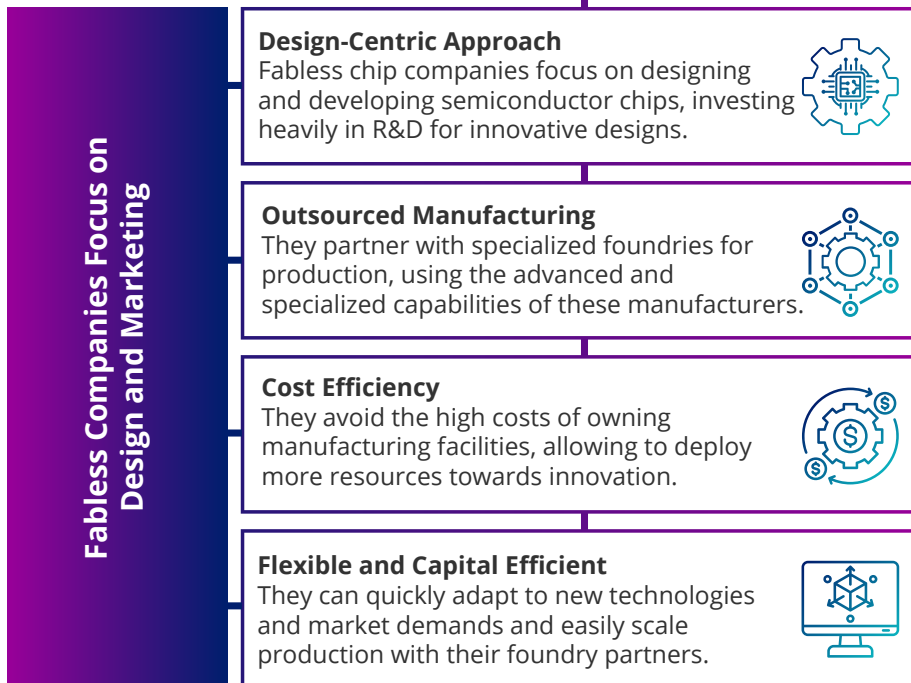 Fabless Companies Focus on
Design and Marketing
Design-Centric Approach
Fabless chip companies focus on designing
and developing semiconductor chips, investing
heavily in R&D for innovative designs.
Outsourced Manufacturing
They partner with specialized foundries for
production, using the advanced and
specialized capabilities of these manufacturers.
Cost Efficiency
They avoid the high costs of owning
manufacturing facilities, allowing to deploy
more resources towards innovation.
$
$
$
Flexible and Capital Efficient
They can quickly adapt to new technologies
and market demands and easily scale
production with their foundry partners.